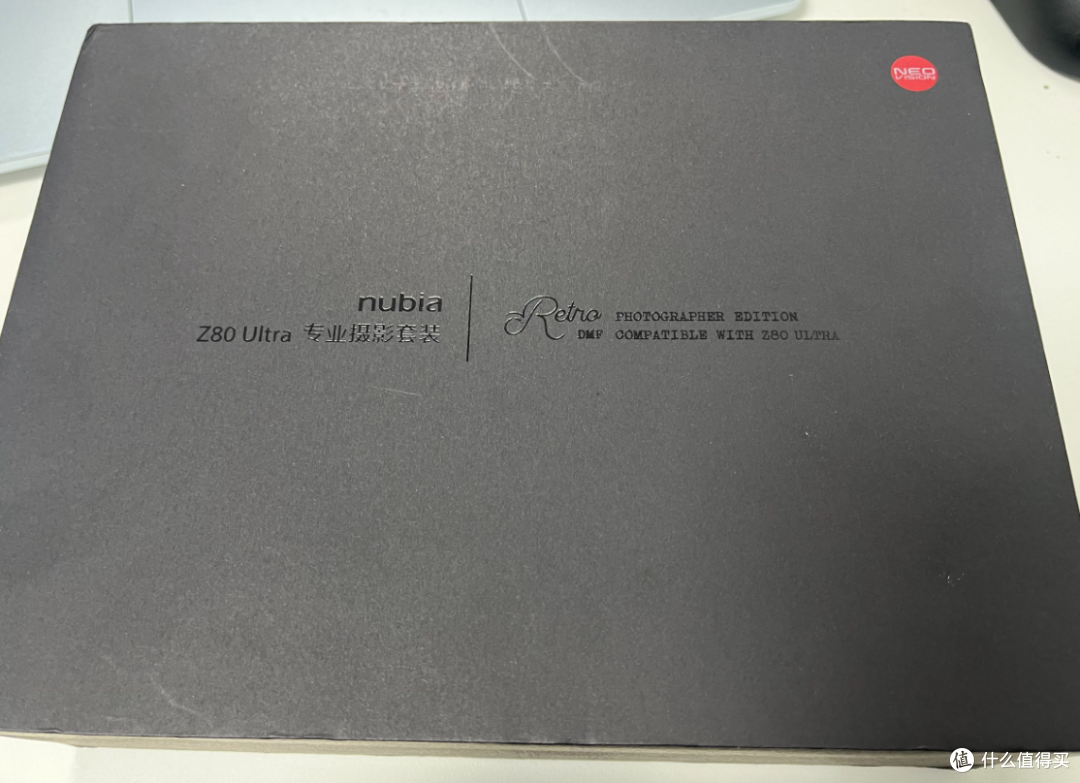 NEO
VISION
nubia
Z80 Ultra 专业摄影套装
Retro PHOTOGRAPHER EDITION
DMF COMPATIBLE WITH Z80 ULTRA
值 什么值得买